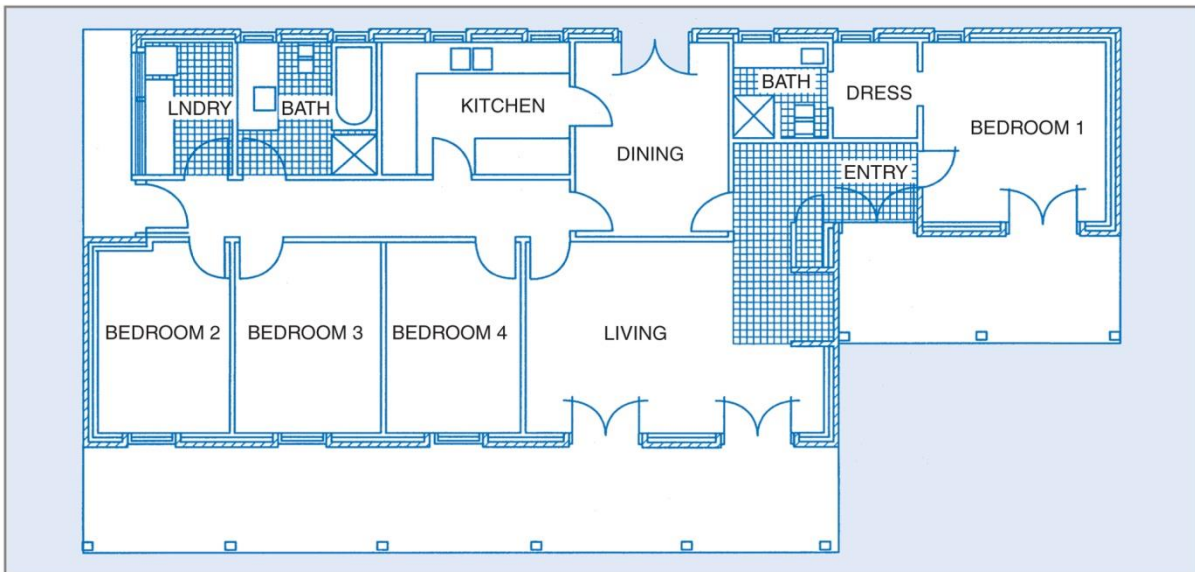 LNDRY
BATH
KITCHEN
DINING
BATH
DRESS
BEDROOM 1
ENTRY
BEDROOM 2
BEDROOM 3
BEDROOM 4
LIVING